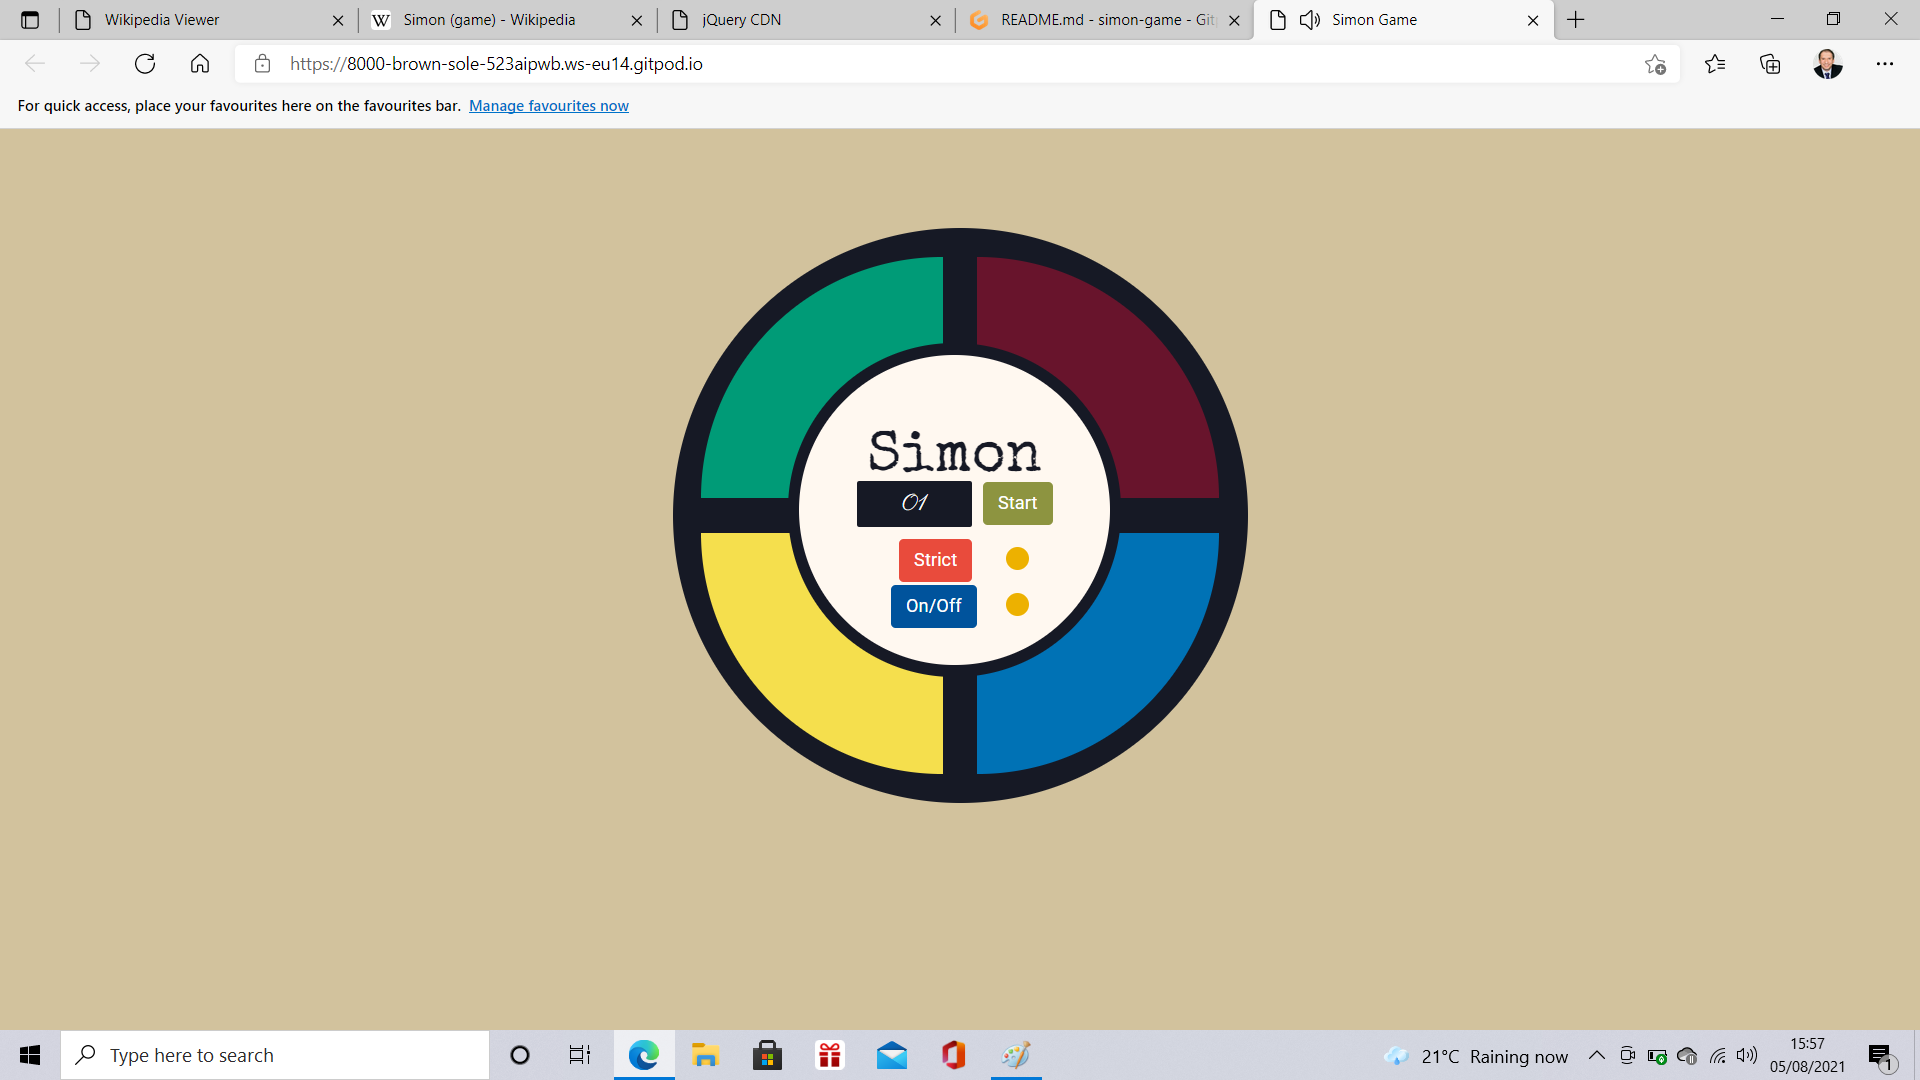 Wikipedia Viewer
W Simon (game) - Wikipedia
jQuery CDN
README.md - simon-game - Git
Simon Game
https://8000-brown-sole-523aipwb.ws-eu14.gitpod.io
For quick access, place your favourites here on the favourites bar. Manage favourites now
Simon
01 Start
Strict
On/Off
Type here to search
21°C Raining now
15:57
05/08/2021
1